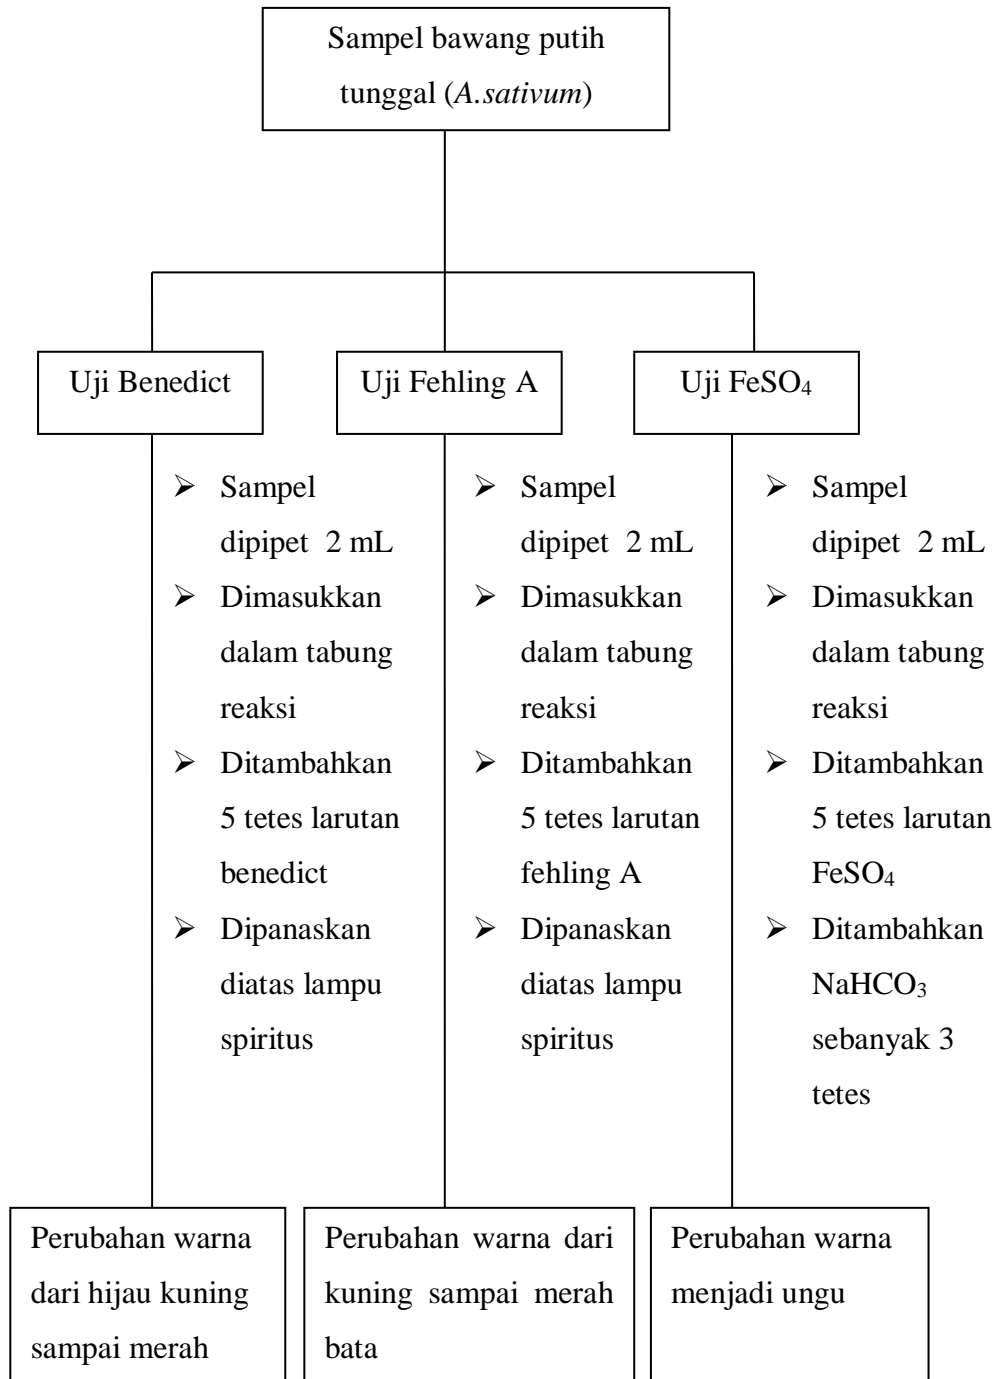 Sampel bawang putih
tunggal (A.sativum)
Uji Benedict
Uji Fehling A
Uji FeSO₄
➢ Sampel
dipipet 2 mL
➢ Dimasukkan
dalam tabung
reaksi
➢ Ditambahkan
5 tetes larutan
benedict
➢ Dipanaskan
diatas lampu
spiritus
➢ Sampel
dipipet 2 mL
➢ Dimasukkan
dalam tabung
reaksi
➢ Ditambahkan
5 tetes larutan
fehling A
➢ Dipanaskan
diatas lampu
spiritus
➢ Sampel
dipipet 2 mL
➢ Dimasukkan
dalam tabung
reaksi
➢ Ditambahkan
5 tetes larutan
FeSO₄
➢ Ditambahkan
NaHCO₃
sebanyak 3
tetes
Perubahan warna
dari hijau kuning
sampai merah
Perubahan warna dari
kuning sampai merah
bata
Perubahan warna
menjadi ungu